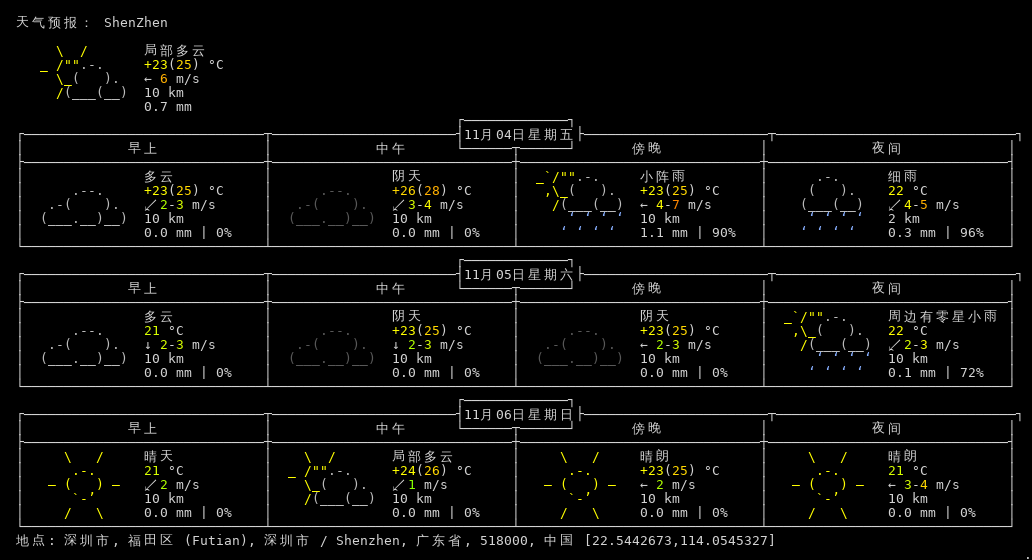 天气预报： ShenZhen
局部多云
+23(25) °C
← 6 m/s
10 km
0.7 mm
11月04日星期五
早上 中午 傍晚 夜间
多云 阴天 小阵雨 细雨
+23(25) °C +26(28) °C +23(25) °C 22 °C
↙ 2-3 m/s ↙ 3-4 m/s ← 4-7 m/s ↙ 4-5 m/s
10 km 10 km 10 km 2 km
0.0 mm | 0% 0.0 mm | 0% 1.1 mm | 90% 0.3 mm | 96%
11月05日星期六
早上 中午 傍晚 夜间
多云 阴天 阴天 周边有零星小雨
21 °C +23(25) °C +23(25) °C 22 °C
↓ 2-3 m/s ↓ 2-3 m/s ← 2-3 m/s ↙ 2-3 m/s
10 km 10 km 10 km 10 km
0.0 mm | 0% 0.0 mm | 0% 0.0 mm | 0% 0.1 mm | 72%
11月06日星期日
早上 中午 傍晚 夜间
晴天 局部多云 晴朗 晴朗
21 °C +24(26) °C +23(25) °C 21 °C
↙ 2 m/s ↙ 1 m/s ← 2 m/s ← 3-4 m/s
10 km 10 km 10 km 10 km
0.0 mm | 0% 0.0 mm | 0% 0.0 mm | 0% 0.0 mm | 0%
地点: 深圳市, 福田区 (Futian), 深圳市 / Shenzhen, 广东省, 518000, 中国 [22.5442673,114.0545327]